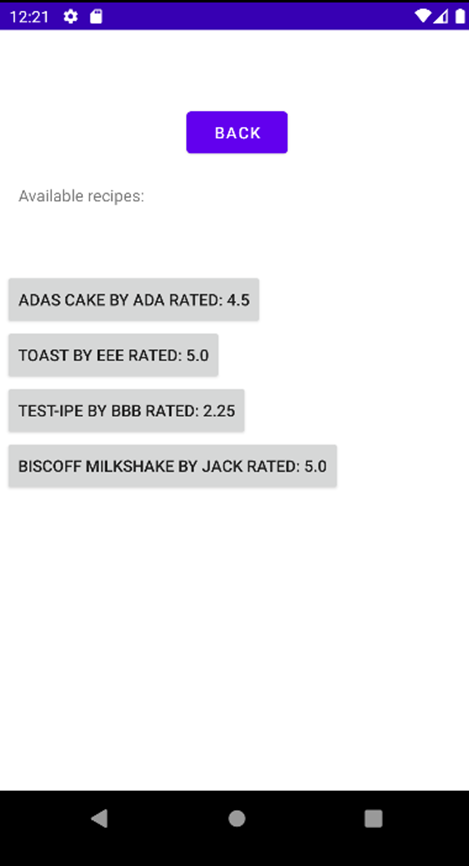 12:21
BACK
Available recipes:
ADAS CAKE BY ADA RATED: 4.5
TOAST BY EEE RATED: 5.0
TEST-IPE BY BBB RATED: 2.25
BISCOFF MILKSHAKE BY JACK RATED: 5.0